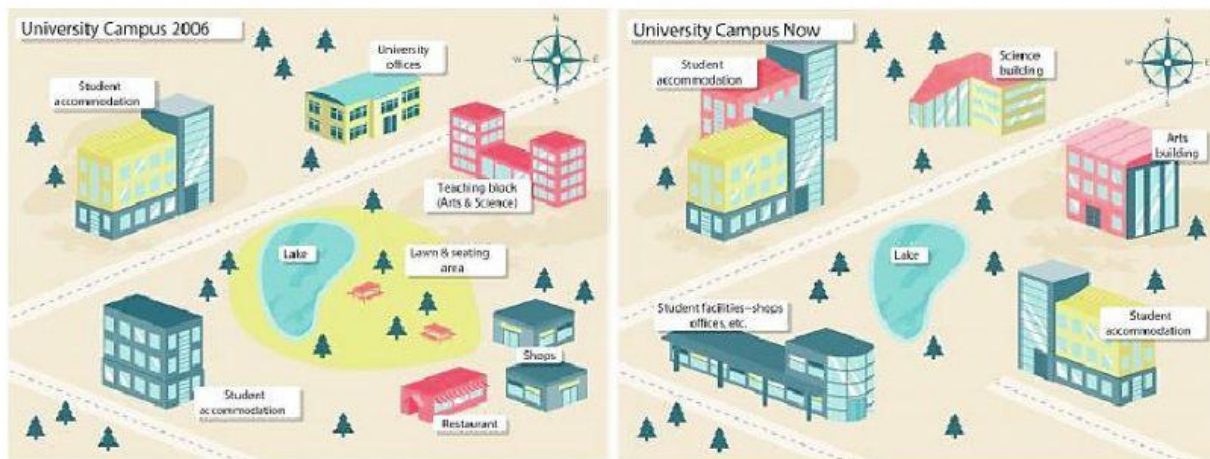 University Campus 2006
N
W
E
S
University
offices
Student
accommodation
Teaching block
(Arts & Science)
Lake
Lawn & seating
area
Shops
Student
accommodation
Restaurant
University Campus Now
N
W
E
S
Student
accommodation
Science
building
Arts
building
Lake
Student facilities–shops
offices, etc.
Student
accommodation